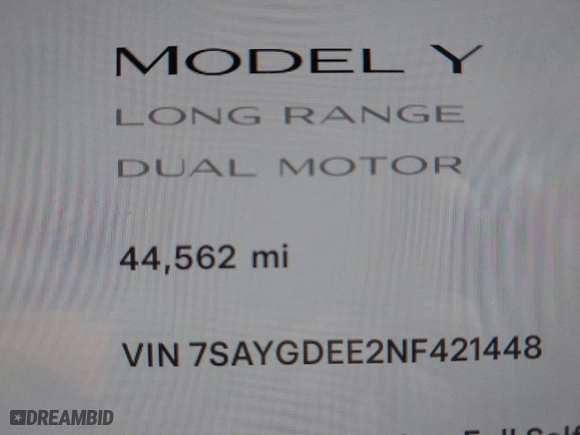 MODEL Y
LONG RANGE
DUAL MOTOR
44,562 mi
VIN 7SAYGDEE2NF421448
DREAMBID